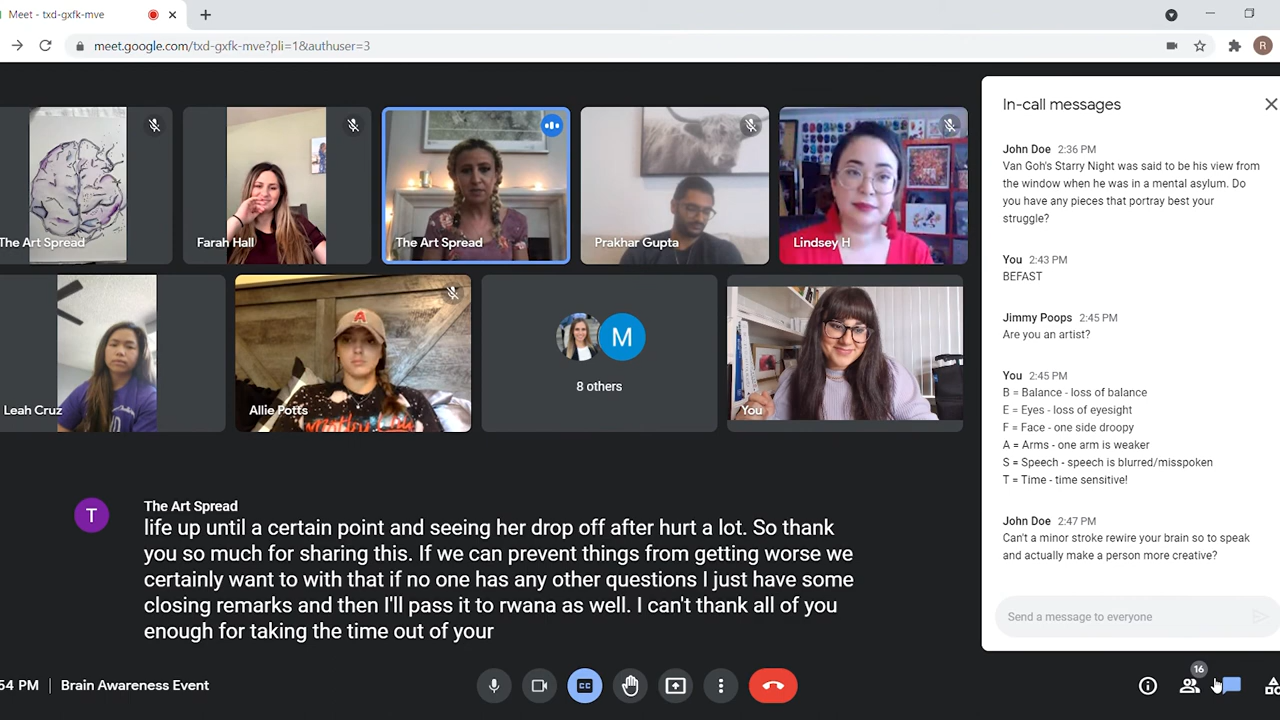 Meet - txd-gxfk-mve
meet.google.com/txd-gxfk-mve?pli=1&authuser=3
R
The Art Spread
Farah Hall
The Art Spread
Prakhar Gupta
Lindsey H
Leah Cruz
A
Allie Potts
M
8 others
You
In-call messages
John Doe 2:36 PM
Van Goh's Starry Night was said to be his view from
the window when he was in a mental asylum. Do
you have any pieces that portray best your
struggle?
You 2:43 PM
BEFAST
Jimmy Poops 2:45 PM
Are you an artist?
You 2:45 PM
B = Balance - loss of balance
E = Eyes - loss of eyesight
F = Face - one side droopy
A = Arms - one arm is weaker
S = Speech - speech is blurred/misspoken
T = Time - time sensitive!
John Doe 2:47 PM
Can't a minor stroke rewire your brain so to speak
and actually make a person more creative?
Send a message to everyone
T
The Art Spread
life up until a certain point and seeing her drop off after hurt a lot. So thank
you so much for sharing this. If we can prevent things from getting worse we
certainly want to with that if no one has any other questions I just have some
closing remarks and then I'll pass it to rwana as well. I can't thank all of you
enough for taking the time out of your
54 PM | Brain Awareness Event
CC
16